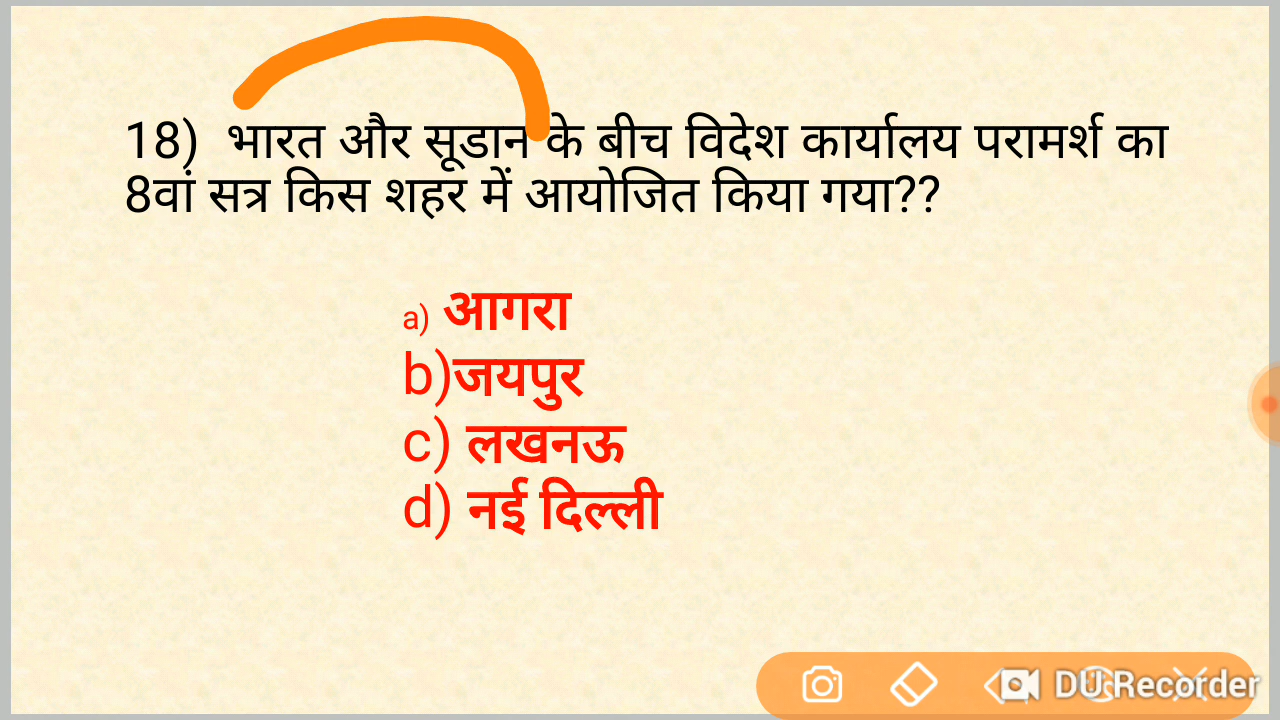 18) भारत और सूडान के बीच विदेश कार्यालय परामर्श का
8वां सत्र किस शहर में आयोजित किया गया??
a) आगरा
b)जयपुर
c) लखनऊ
d) नई दिल्ली
DU Recorder